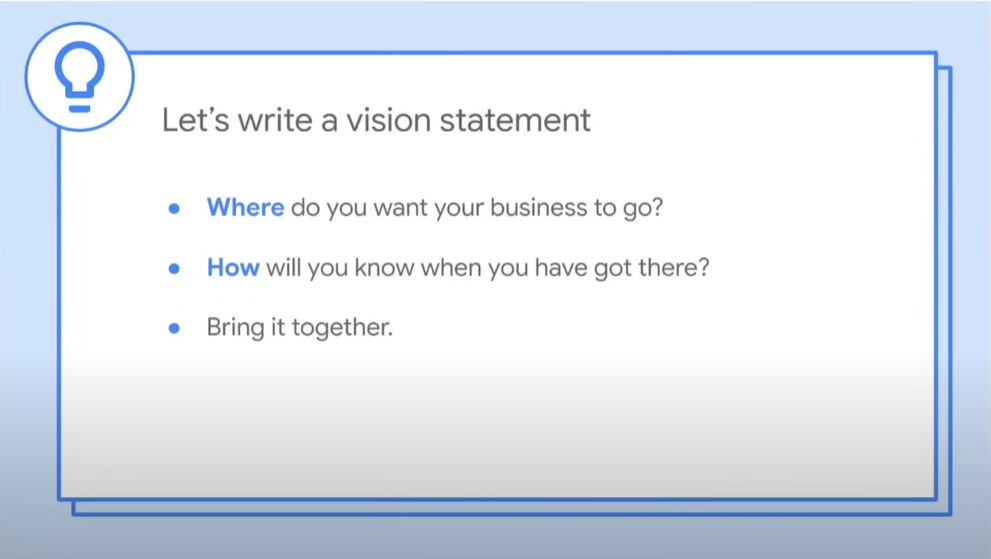 Let's write a vision statement
Where do you want your business to go?
How will you know when you have got there?
Bring it together.